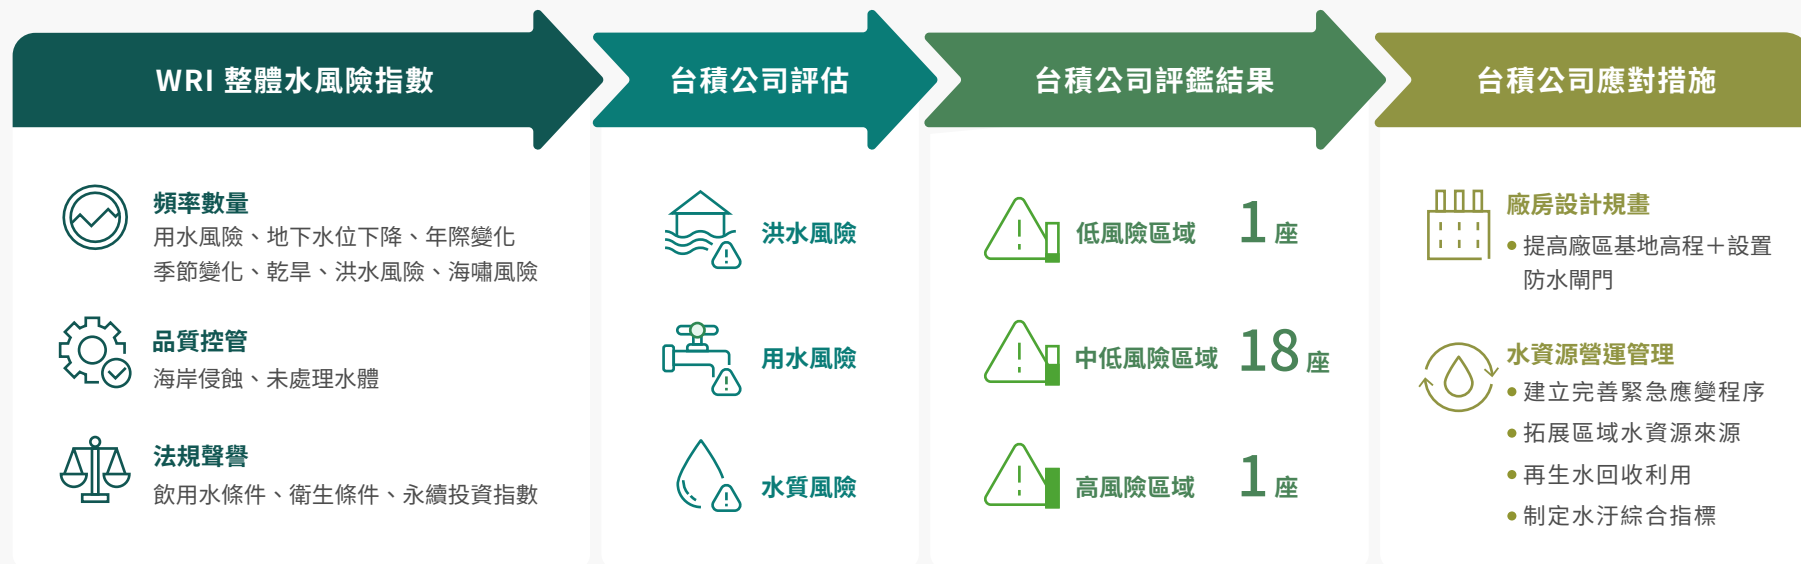 WRI 整體水風險指數
頻率數量
用水風險、地下水位下降、年際變化
季節變化、乾旱、洪水風險、海嘯風險
品質控管
海岸侵蝕、未處理水體
法規聲譽
飲用水條件、衛生條件、永續投資指數
台積公司評估
洪水風險
用水風險
水質風險
台積公司評鑑結果
低風險區域 1 座
中低風險區域 18 座
高風險區域 1 座
台積公司應對措施
廠房設計規畫
• 提高廠區基地高程＋設置
防水閘門
水資源營運管理
• 建立完善緊急應變程序
• 拓展區域水資源來源
• 再生水回收利用
• 制定水汙綜合指標